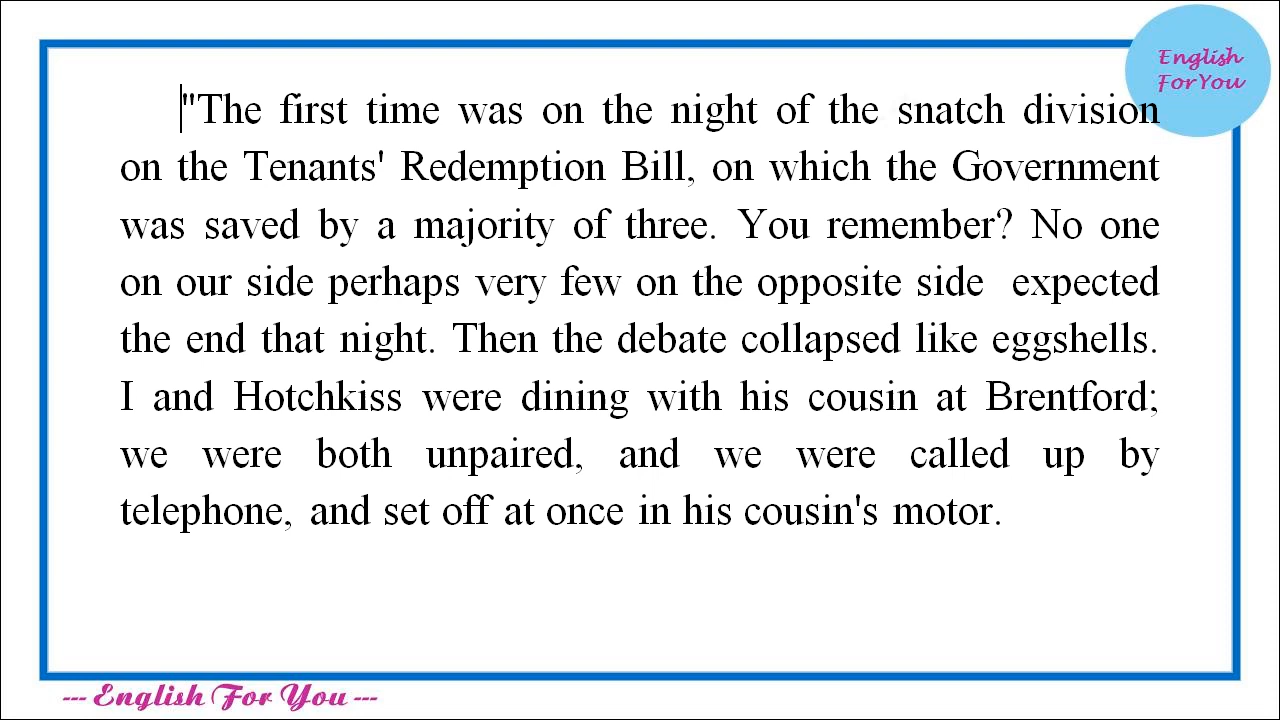 English
ForYou
"The first time was on the night of the snatch division
on the Tenants' Redemption Bill, on which the Government
was saved by a majority of three. You remember? No one
on our side perhaps very few on the opposite side  expected
the end that night. Then the debate collapsed like eggshells.
I and Hotchkiss were dining with his cousin at Brentford;
we were both unpaired, and we were called up by
telephone, and set off at once in his cousin's motor.
--- English For You ---